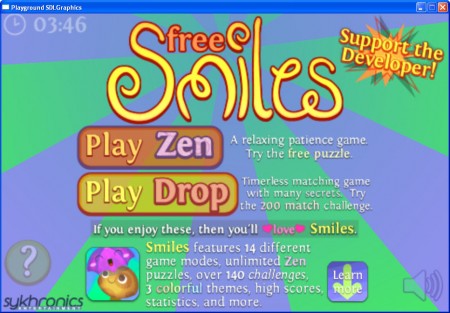 Playground SDLGraphics
03:46
free
Smiles
Support the
Developer!
Play Zen
A relaxing patience game.
Try the free puzzle.
Play Drop
Timeless matching game
with many secrets. Try
the 200 match challenge.
If you enjoy these, then you'll love Smiles.
?
Smiles features 14 different
game modes, unlimited Zen
puzzles, over 140 challenges,
3 colorful themes, high scores,
statistics, and more.
Learn
more
sykhronics
ENTERTAINMENT